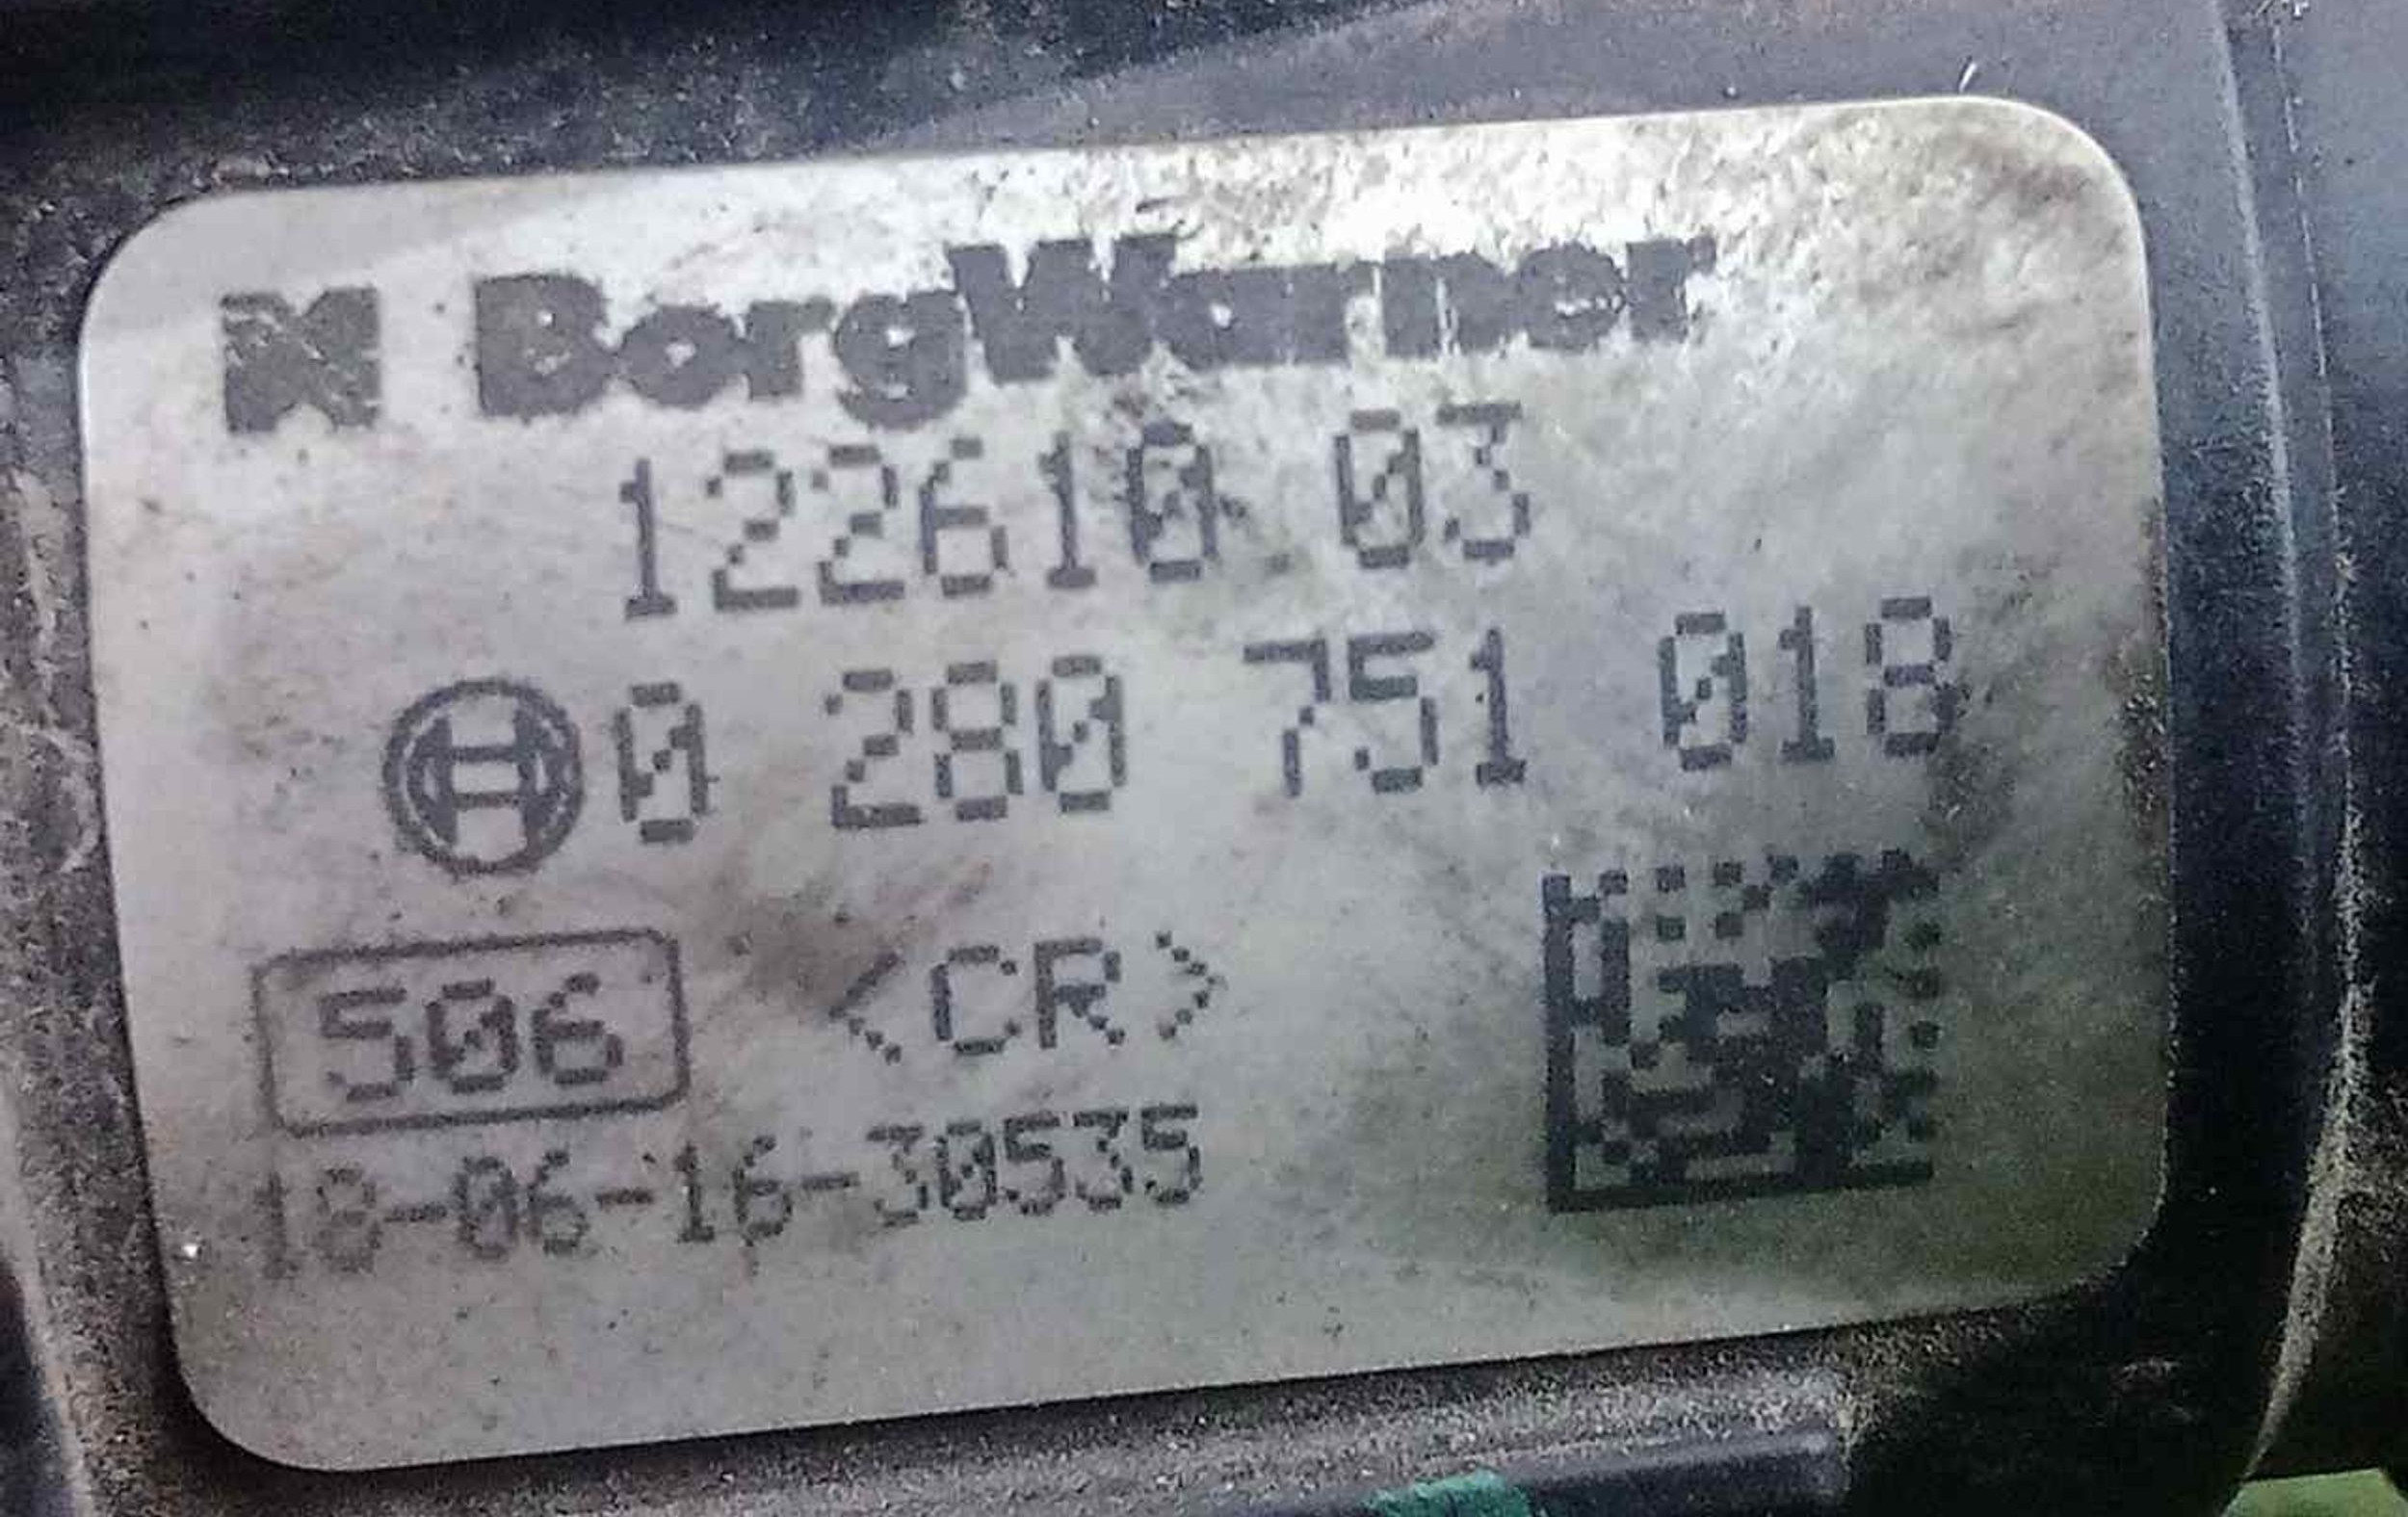 BorgWarner
122610.03
0 280 751 018
506 <CR>
18-06-16-30535